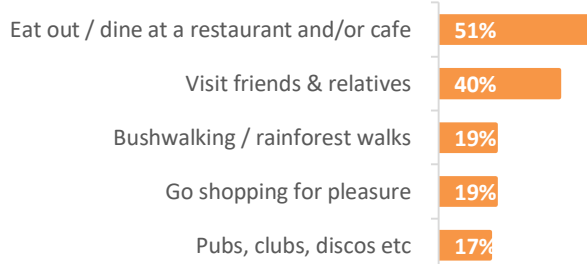 Eat out / dine at a restaurant and/or cafe 51%
Visit friends & relatives 40%
Bushwalking / rainforest walks 19%
Go shopping for pleasure 19%
Pubs, clubs, discos etc 17%